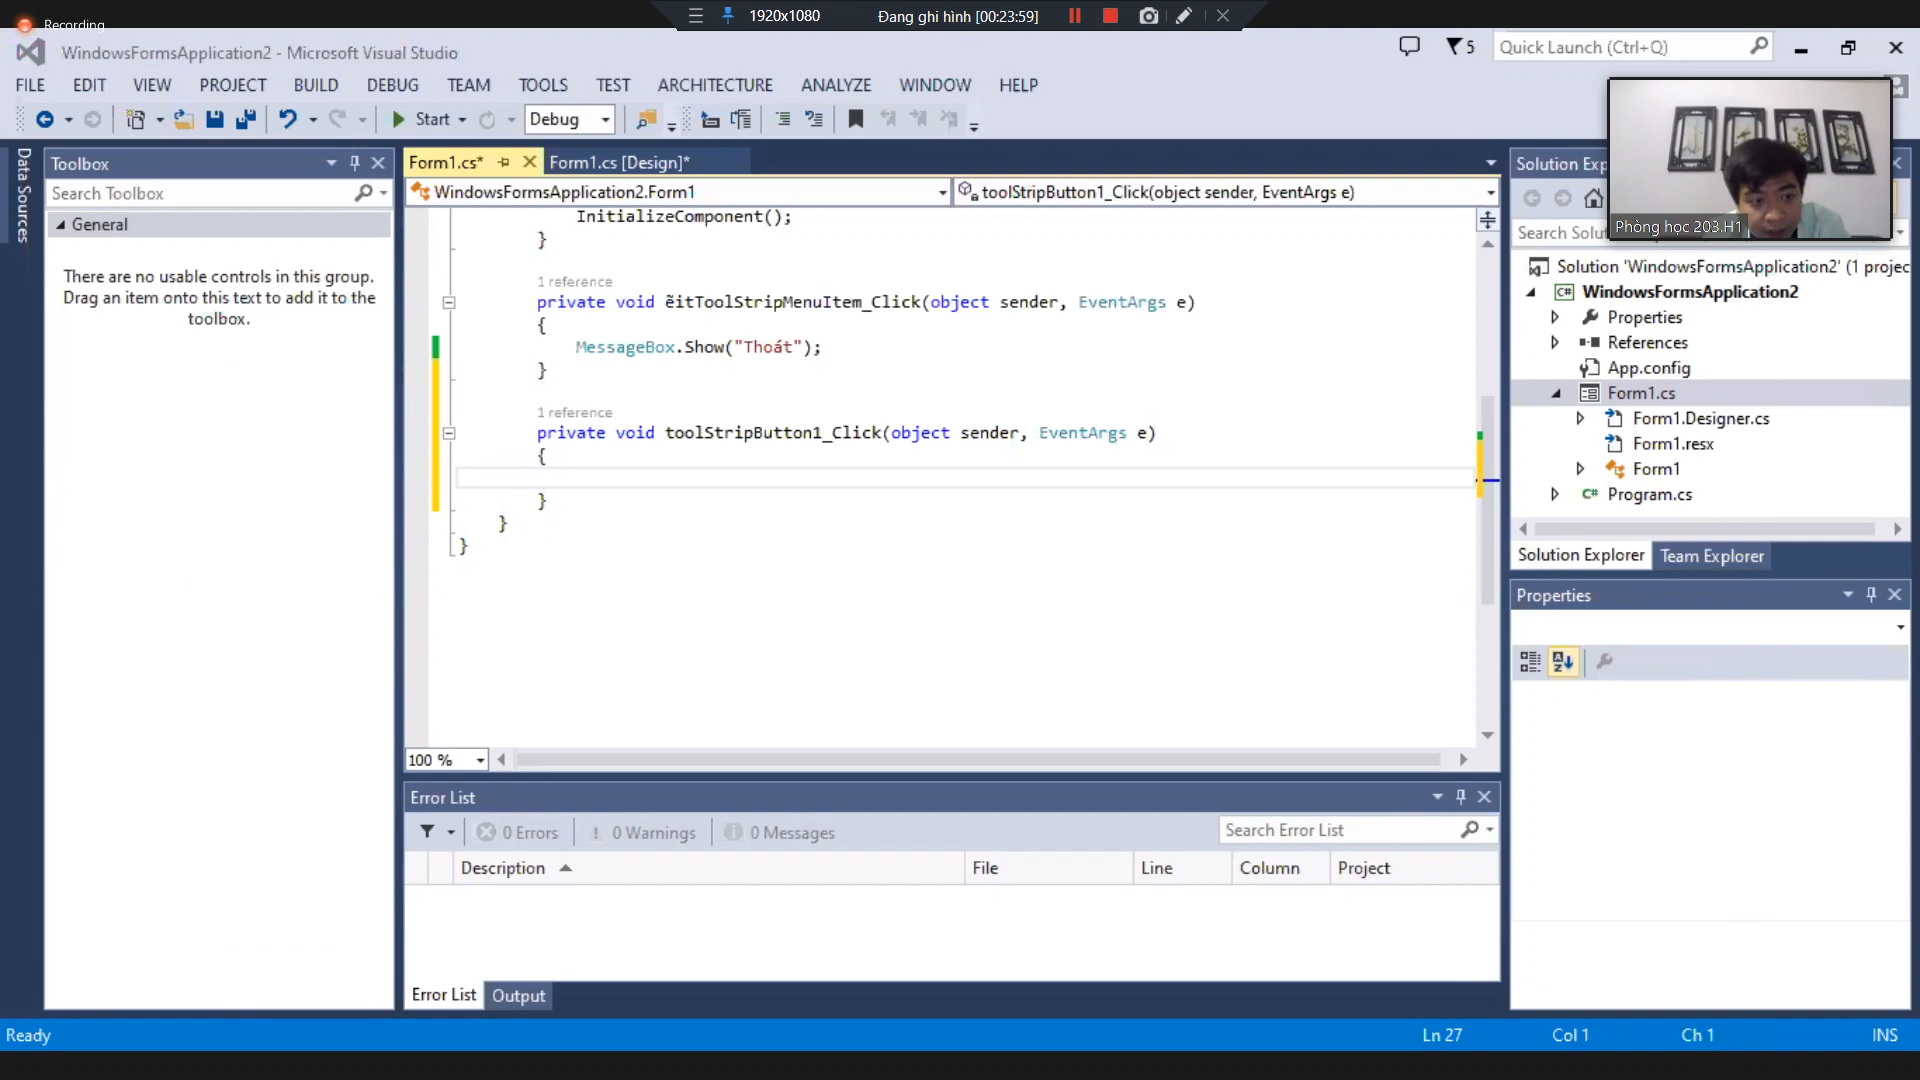 Recording
1920x1080
Đang ghi hình [00:23:59]
WindowsFormsApplication2 - Microsoft Visual Studio
5
Quick Launch (Ctrl+Q)
FILE EDIT VIEW PROJECT BUILD DEBUG TEAM TOOLS TEST ARCHITECTURE ANALYZE WINDOW HELP
Start
Debug
Data Sources
Toolbox
Search Toolbox
General
There are no usable controls in this group.
Drag an item onto this text to add it to the
toolbox.
Form1.cs*
Form1.cs [Design]*
WindowsFormsApplication2.Form1
toolStripButton1_Click(object sender, EventArgs e)
InitializeComponent();
}
1 reference
private void ẽitToolStripMenuItem_Click(object sender, EventArgs e)
{
MessageBox.Show("Thoát");
}
1 reference
private void toolStripButton1_Click(object sender, EventArgs e)
{
}
}
}
100 %
Error List
0 Errors
0 Warnings
0 Messages
Search Error List
Description File Line Column Project
Error List
Output
Solution Exp
Phòng học 203.H1
Search Solu
Solution 'WindowsFormsApplication2' (1 projec
C# WindowsFormsApplication2
Properties
References
App.config
Form1.cs
Form1.Designer.cs
Form1.resx
Form1
C# Program.cs
Solution Explorer
Team Explorer
Properties
Ready
Ln 27
Col 1
Ch 1
INS